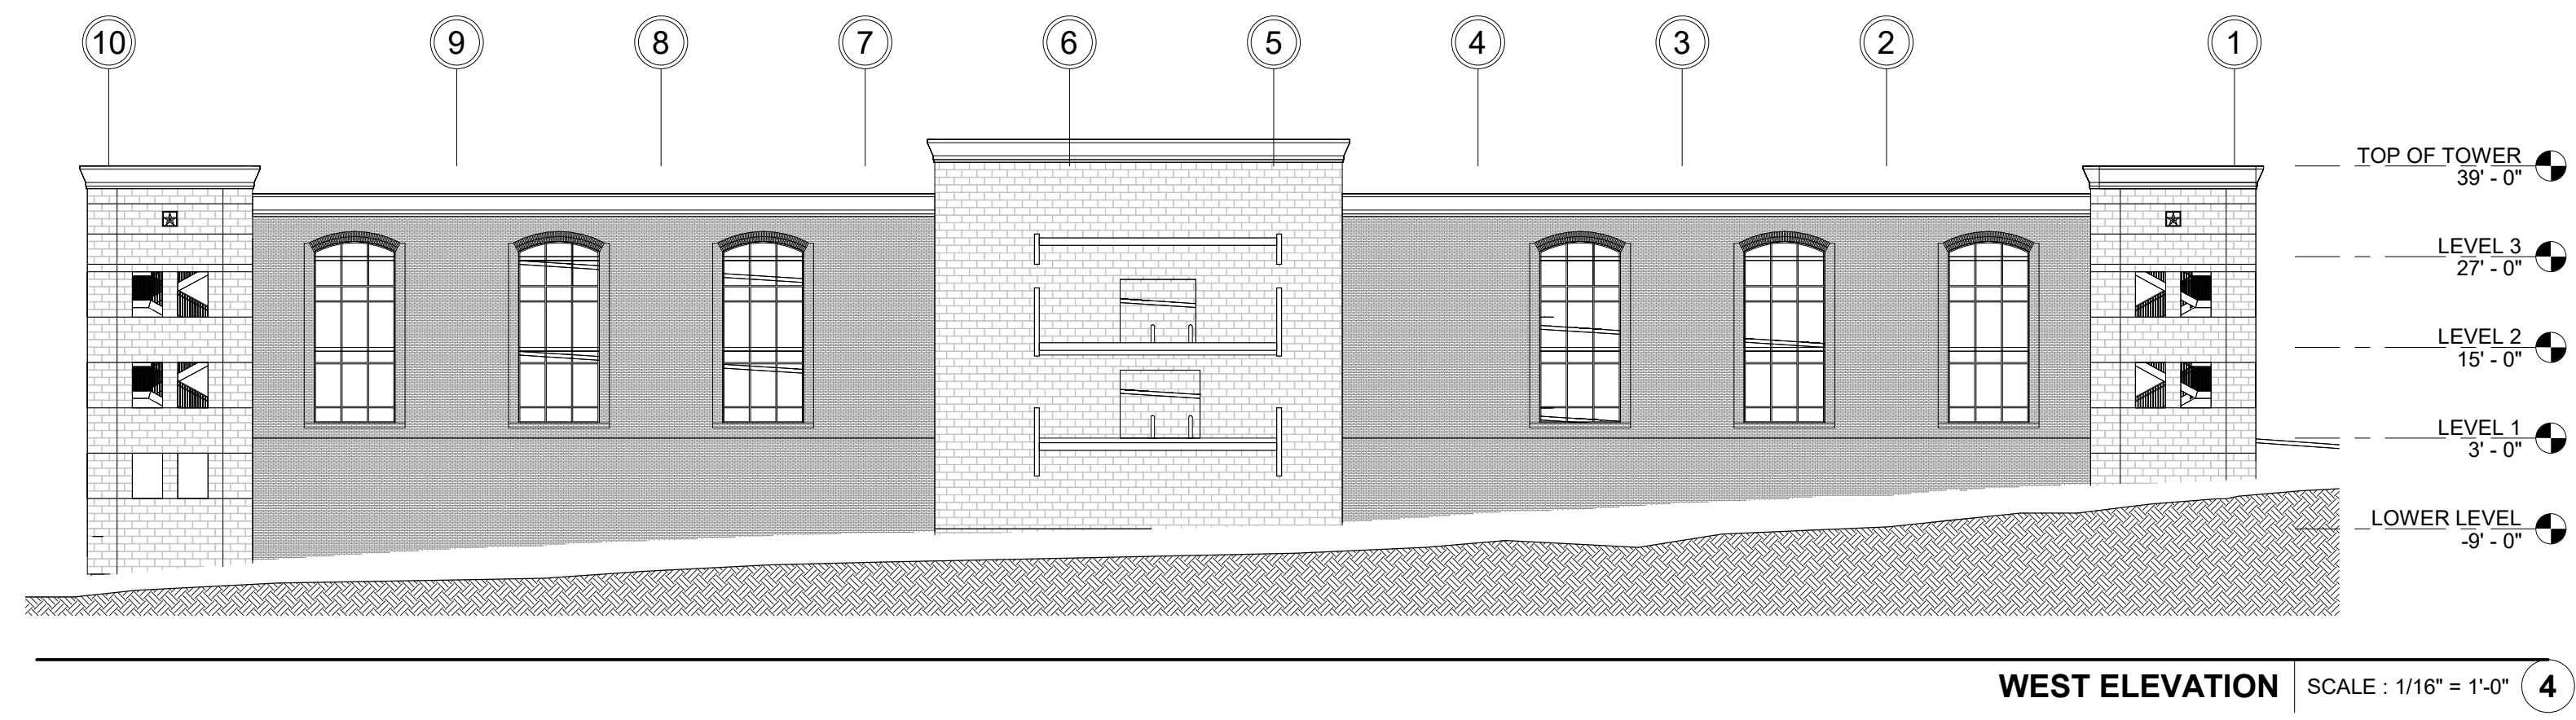 10 9 8 7 6 5 4 3 2 1
TOP OF TOWER
39' - 0"
LEVEL 3
27' - 0"
LEVEL 2
15' - 0"
LEVEL 1
3' - 0"
LOWER LEVEL
-9' - 0"
WEST ELEVATION SCALE : 1/16" = 1'-0" 4